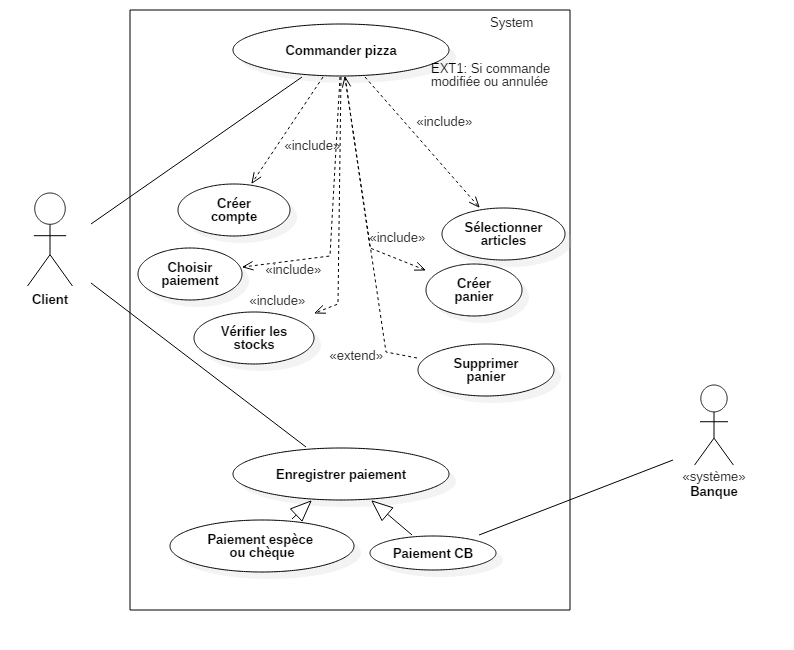 System
Commander pizza
EXT1: Si commande
modifiée ou annulée
«include»
«include»
Créer
compte
Sélectionner
articles
«include»
Client
Choisir
paiement
«include»
Créer
panier
«include»
Vérifier les
stocks
«extend»
Supprimer
panier
Enregistrer paiement
«système»
Banque
Paiement espèce
ou chèque
Paiement CB